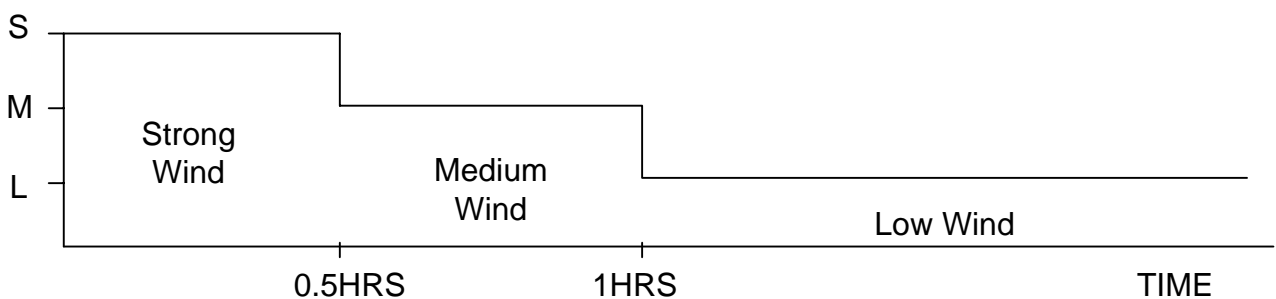 S
M
L
Strong
Wind
Medium
Wind
Low Wind
0.5HRS
1HRS
TIME